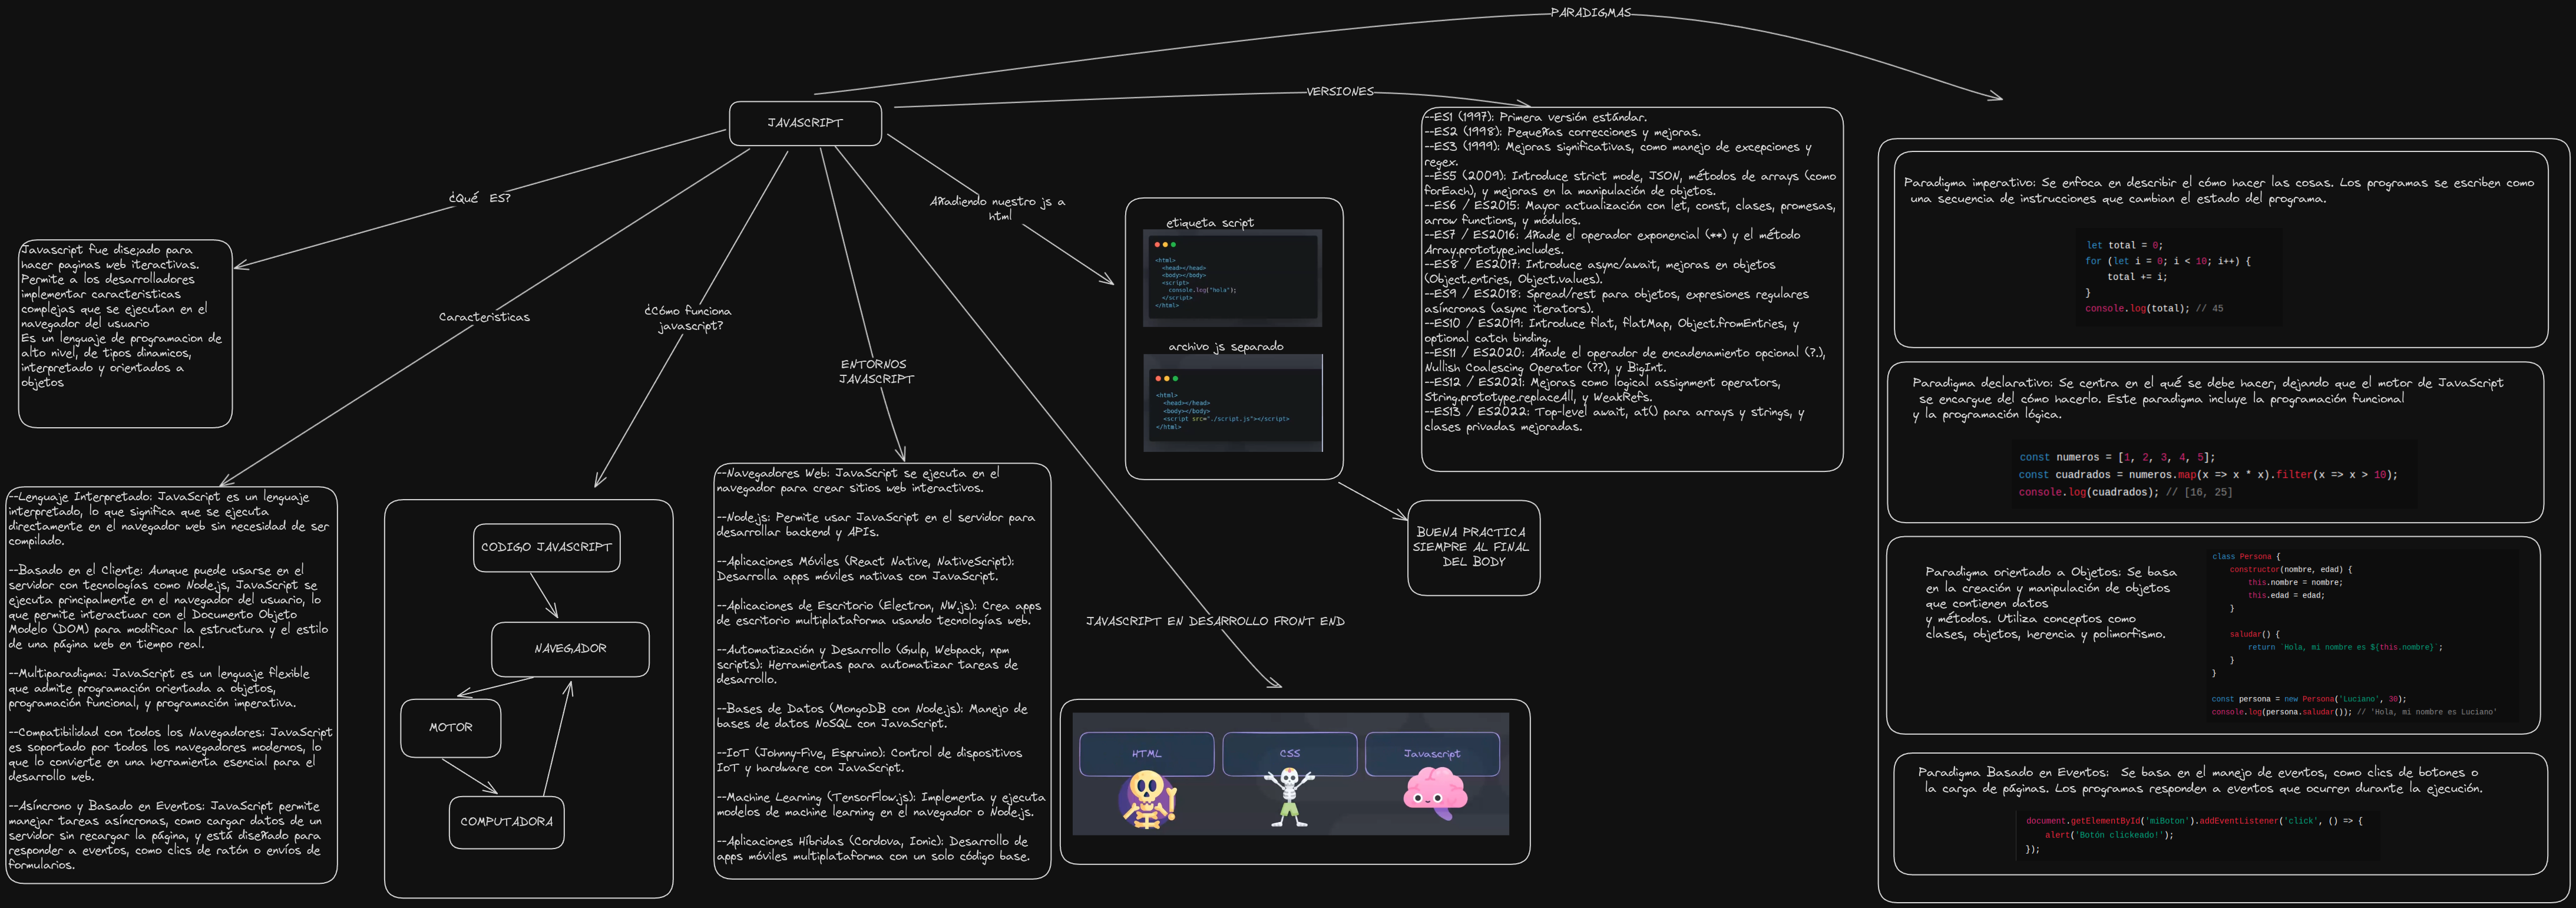 PARADIGMAS
VERSIONES
JAVASCRIPT
¿Qué ES?
Javascript fue dise;ado para
hacer paginas web iteractivas.
Permite a los desarrolladores
implementar caracteristicas
complejas que se ejecutan en el
navegador del usuario
Es un lenguaje de programacion de
alto nivel, de tipos dinamicos,
interpretado y orientados a
objetos
Caracteristicas
--Lenguaje Interpretado: JavaScript es un lenguaje
interpretado, lo que significa que se ejecuta
directamente en el navegador web sin necesidad de ser
compilado.
--Basado en el Cliente: Aunque puede usarse en el
servidor con tecnologías como Node.js, JavaScript se
ejecuta principalmente en el navegador del usuario, lo
que permite interactuar con el Documento Objeto
Modelo (DOM) para modificar la estructura y el estilo
de una página web en tiempo real.
--Multiparadigma: JavaScript es un lenguaje flexible
que admite programación orientada a objetos,
programación funcional, y programación imperativa.
--Compatibilidad con todos los Navegadores: JavaScript
es soportado por todos los navegadores modernos, lo
que lo convierte en una herramienta esencial para el
desarrollo web.
--Asíncrono y Basado en Eventos: JavaScript permite
manejar tareas asíncronas, como cargar datos de un
servidor sin recargar la página, y está diseñado para
responder a eventos, como clics de ratón o envíos de
formularios.
¿Cómo funciona
javascript?
CODIGO JAVASCRIPT
NAVEGADOR
MOTOR
COMPUTADORA
ENTORNOS
JAVASCRIPT
--Navegadores Web: JavaScript se ejecuta en el
navegador para crear sitios web interactivos.
--Node.js: Permite usar JavaScript en el servidor para
desarrollar backend y APIs.
--Aplicaciones Móviles (React Native, NativeScript):
Desarrolla apps móviles nativas con JavaScript.
--Aplicaciones de Escritorio (Electron, NW.js): Crea apps
de escritorio multiplataforma usando tecnologías web.
--Automatización y Desarrollo (Gulp, Webpack, npm
scripts): Herramientas para automatizar tareas de
desarrollo.
--Bases de Datos (MongoDB con Node.js): Manejo de
bases de datos NoSQL con JavaScript.
--IoT (Johnny-Five, Espruino): Control de dispositivos
IoT y hardware con JavaScript.
--Machine Learning (TensorFlow.js): Implementa y ejecuta
modelos de machine learning en el navegador o Node.js.
--Aplicaciones Híbridas (Cordova, Ionic): Desarrollo de
apps móviles multiplataforma con un solo código base.
JAVASCRIPT EN DESARROLLO FRONT END
HTML
CSS
Javascript
Añadiendo nuestro js a
html
etiqueta script
<html>
<head></head>
<body></body>
<script>
console.log("hola");
</script>
</html>
archivo js separado
<html>
<head></head>
<body></body>
<script src="./script.js"></script>
</html>
BUENA PRACTICA
SIEMPRE AL FINAL
DEL BODY
--ES1 (1997): Primera versión estándar.
--ES2 (1998): Pequeñas correcciones y mejoras.
--ES3 (1999): Mejoras significativas, como manejo de excepciones y
regex.
--ES5 (2009): Introduce strict mode, JSON, métodos de arrays (como
forEach), y mejoras en la manipulación de objetos.
--ES6 / ES2015: Mayor actualización con let, const, clases, promesas,
arrow functions, y módulos.
--ES7 / ES2016: Añade el operador exponencial (**) y el método
Array.prototype.includes.
--ES8 / ES2017: Introduce async/await, mejoras en objetos
(Object.entries, Object.values).
--ES9 / ES2018: Spread/rest para objetos, expresiones regulares
asíncronas (async iterators).
--ES10 / ES2019: Introduce flat, flatMap, Object.fromEntries, y
optional catch binding.
--ES11 / ES2020: Añade el operador de encadenamiento opcional (?.),
Nullish Coalescing Operator (??), y BigInt.
--ES12 / ES2021: Mejoras como logical assignment operators,
String.prototype.replaceAll, y WeakRefs.
--ES13 / ES2022: Top-level await, at() para arrays y strings, y
clases privadas mejoradas.
Paradigma imperativo: Se enfoca en describir el cómo hacer las cosas. Los programas se escriben como
una secuencia de instrucciones que cambian el estado del programa.
let total = 0;
for (let i = 0; i < 10; i++) {
total += i;
}
console.log(total); // 45
Paradigma declarativo: Se centra en el qué se debe hacer, dejando que el motor de JavaScript
se encargue del cómo hacerlo. Este paradigma incluye la programación funcional
y la programación lógica.
const numeros = [1, 2, 3, 4, 5];
const cuadrados = numeros.map(x => x * x).filter(x => x > 10);
console.log(cuadrados); // [16, 25]
Paradigma orientado a Objetos: Se basa
en la creación y manipulación de objetos
que contienen datos
y métodos. Utiliza conceptos como
clases, objetos, herencia y polimorfismo.
class Persona {
constructor(nombre, edad) {
this.nombre = nombre;
this.edad = edad;
}
saludar() {
return `Hola, mi nombre es ${this.nombre}`;
}
}
const persona = new Persona('Luciano', 30);
console.log(persona.saludar()); // 'Hola, mi nombre es Luciano'
Paradigma Basado en Eventos: Se basa en el manejo de eventos, como clics de botones o
la carga de páginas. Los programas responden a eventos que ocurren durante la ejecución.
document.getElementById('miBoton').addEventListener('click', () => {
alert('Botón clickeado!');
});